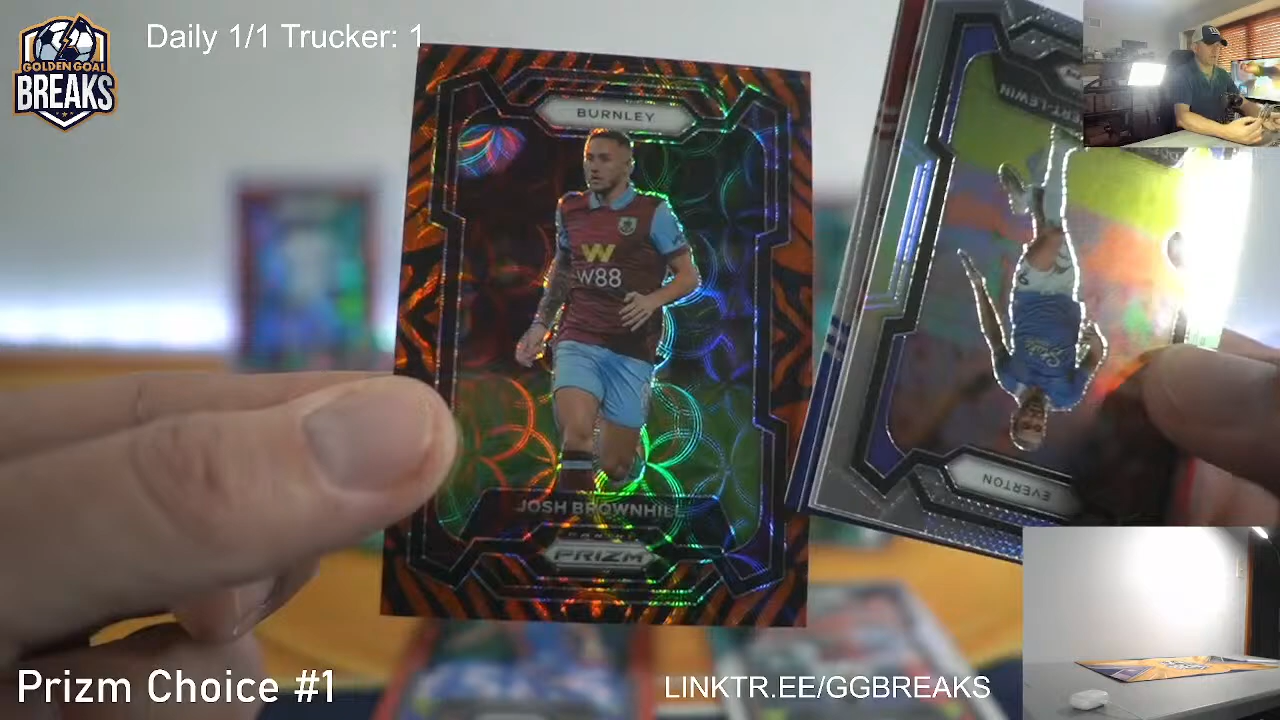 GOLDEN GOAL
BREAKS
Daily 1/1 Trucker: 1
BURNLEY
W
W88
JOSH BROWNHILL
PANINI
PRIZM
EVERTON
Prizm Choice #1
LINKTR.EE/GGBREAKS